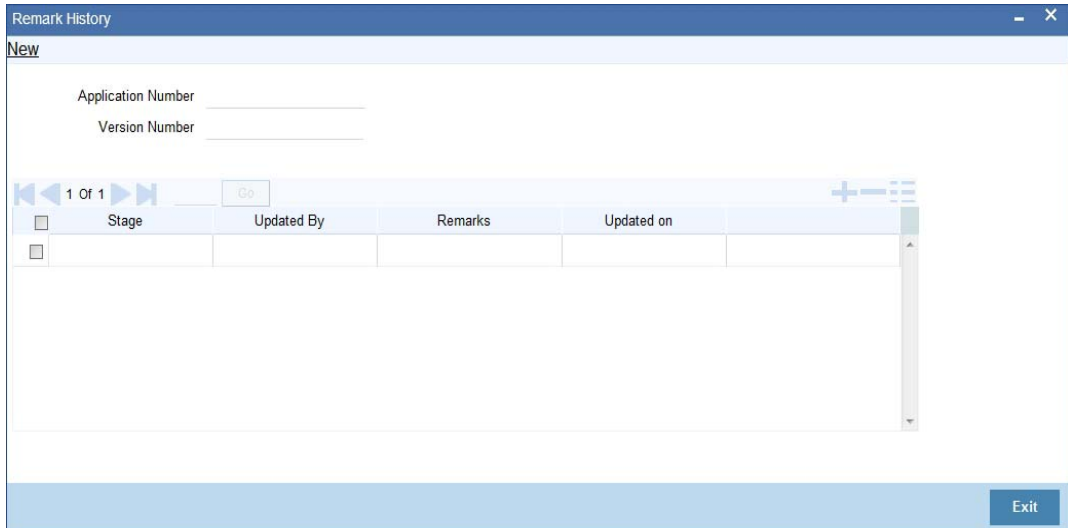 Remark History
New
Application Number
Version Number
1 Of 1 Go
Stage Updated By Remarks Updated on
Exit